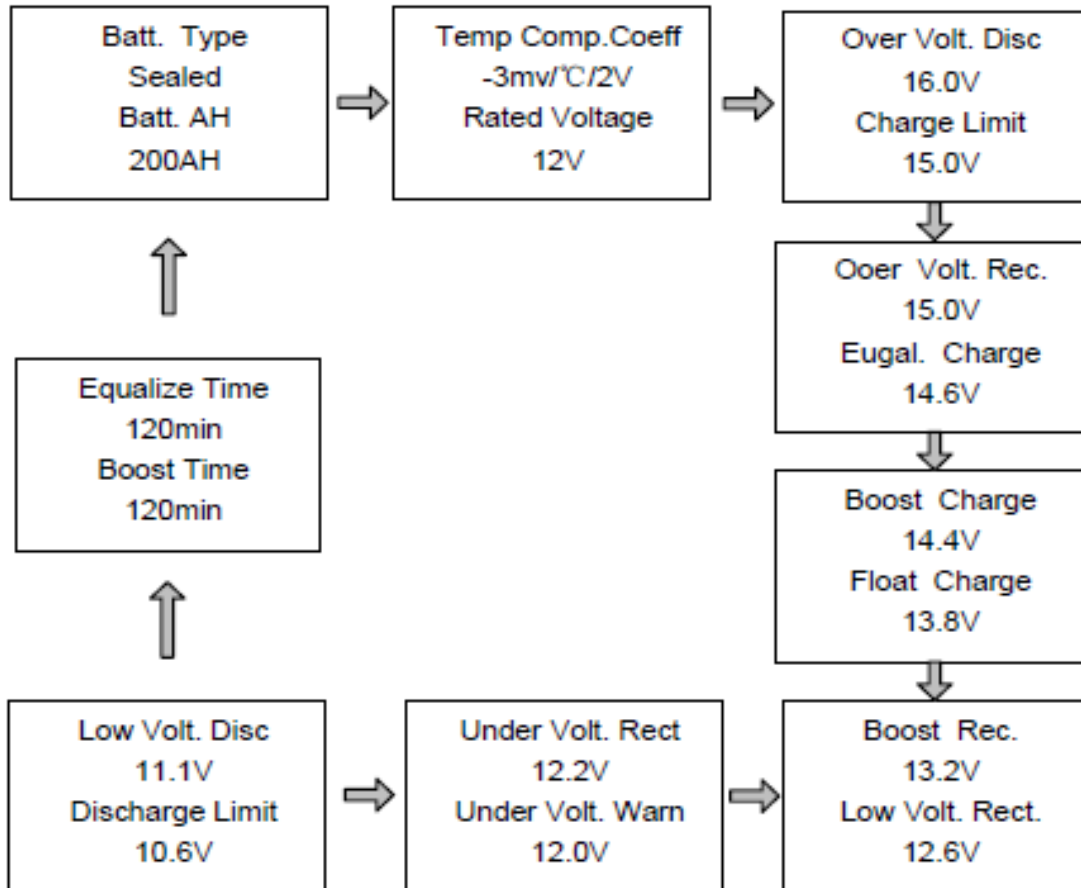 Batt. Type
Sealed
Batt. AH
200AH
Temp Comp.Coeff
-3mv/℃/2V
Rated Voltage
12V
Over Volt. Disc
16.0V
Charge Limit
15.0V
Ooer Volt. Rec.
15.0V
Eugal. Charge
14.6V
Boost Charge
14.4V
Float Charge
13.8V
Boost Rec.
13.2V
Low Volt. Rect.
12.6V
Under Volt. Rect
12.2V
Under Volt. Warn
12.0V
Low Volt. Disc
11.1V
Discharge Limit
10.6V
Equalize Time
120min
Boost Time
120min